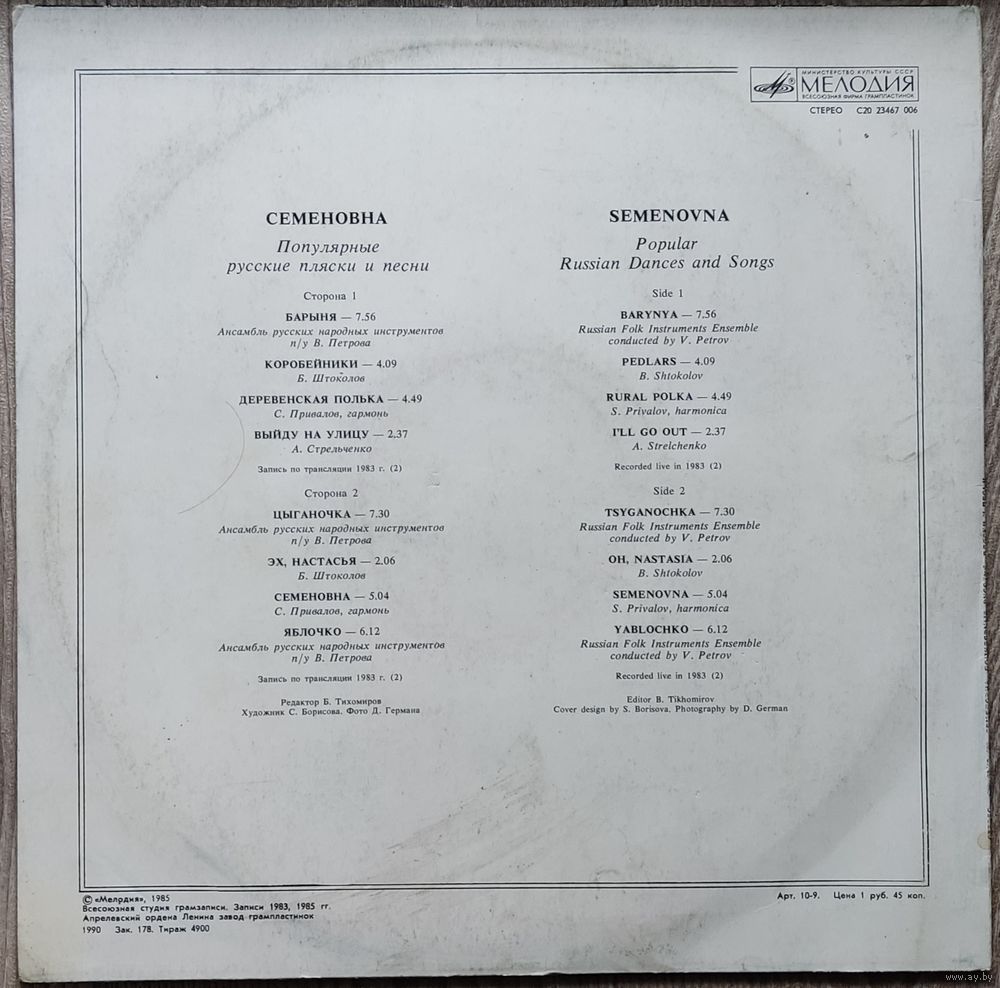 МИНИСТЕРСТВО КУЛЬТУРЫ СССР
МЕЛОДИЯ
ВСЕСОЮЗНАЯ ФИРМА ГРАМПЛАСТИНОК
СТЕРЕО С20 23467 006
СЕМЕНОВНА
Популярные
русские пляски и песни
Сторона 1
БАРЫНЯ — 7.56
Ансамбль русских народных инструментов
п/у В. Петрова
КОРОБЕЙНИКИ — 4.09
Б. Штоколов
ДЕРЕВЕНСКАЯ ПОЛЬКА — 4.49
С. Привалов, гармонь
ВЫЙДУ НА УЛИЦУ — 2.37
А. Стрельченко
Запись по трансляции 1983 г. (2)
Сторона 2
ЦЫГАНОЧКА — 7.30
Ансамбль русских народных инструментов
п/у В. Петрова
ЭХ, НАСТАСЬЯ — 2.06
Б. Штоколов
СЕМЕНОВНА — 5.04
С. Привалов, гармонь
ЯБЛОЧКО — 6.12
Ансамбль русских народных инструментов
п/у В. Петрова
Запись по трансляции 1983 г. (2)
Редактор Б. Тихомиров
Художник С. Борисова. Фото Д. Германа
SEMENOVNA
Popular
Russian Dances and Songs
Side 1
BARYNYA — 7.56
Russian Folk Instruments Ensemble
conducted by V. Petrov
PEDLARS — 4.09
B. Shtokolov
RURAL POLKA — 4.49
S. Privalov, harmonica
I'LL GO OUT — 2.37
A. Strelchenko
Recorded live in 1983 (2)
Side 2
TSYGANOCHKA — 7.30
Russian Folk Instruments Ensemble
conducted by V. Petrov
OH, NASTASIA — 2.06
B. Shtokolov
SEMENOVNA — 5.04
S. Privalov, harmonica
YABLOCHKO — 6.12
Russian Folk Instruments Ensemble
conducted by V. Petrov
Recorded live in 1983 (2)
Editor B. Tikhomirov
Cover design by S. Borisova. Photography by D. German
© «Мелодия», 1985
Всесоюзная студия грамзаписи. Записи 1983, 1985 гг.
Апрелевский ордена Ленина завод грампластинок
1990 Зак. 178. Тираж 4900
Арт. 10-9. Цена 1 руб. 45 коп.
www.ay.by